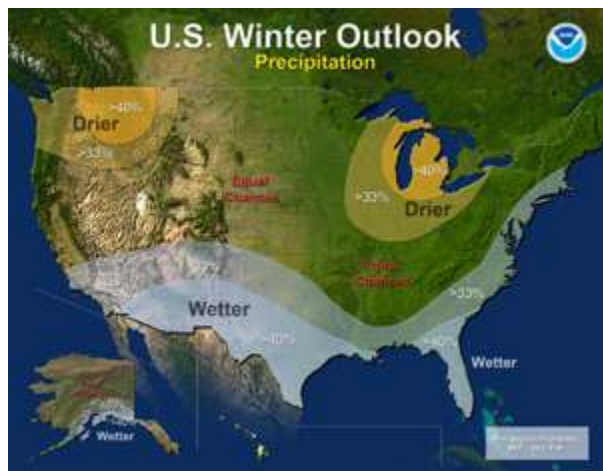 U.S. Winter Outlook
Precipitation
>40%
Drier
>33%
Equal
Chances
>40%
>33%
Drier
Equal
Chances
>33%
Wetter
>40%
>40%
Wetter
Wetter